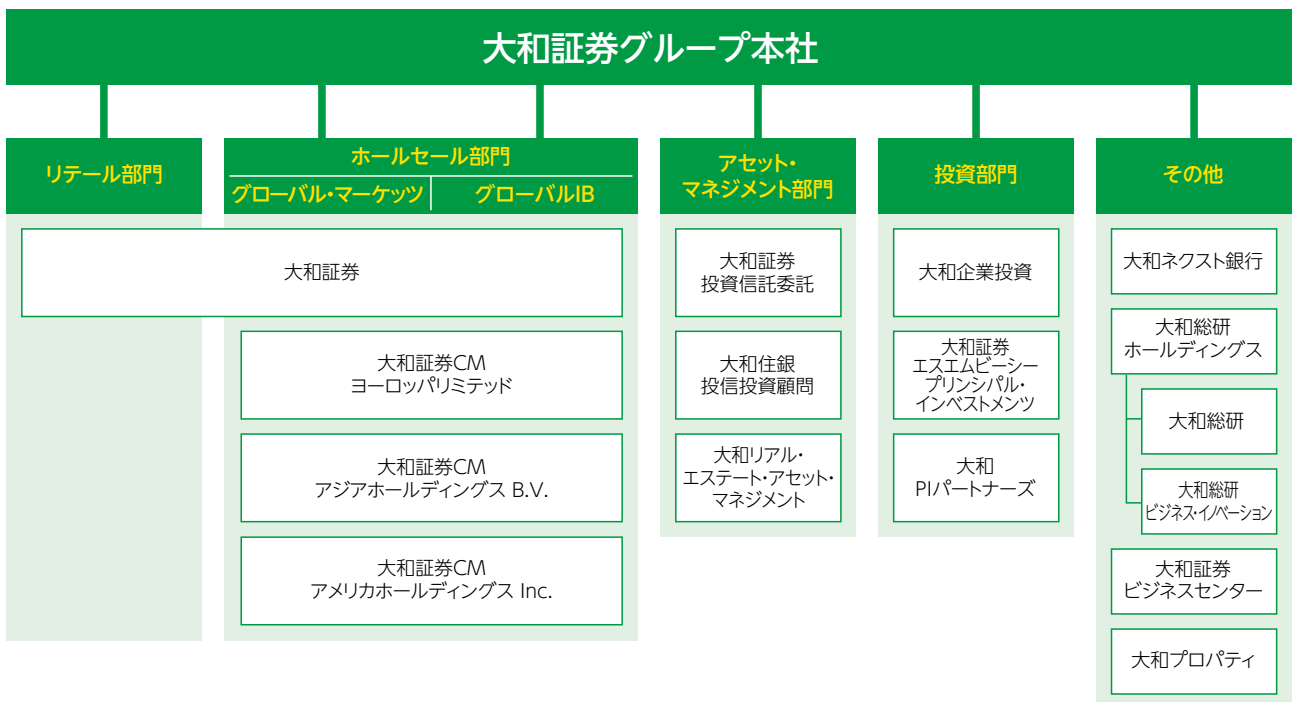 大和証券グループ本社
リテール部門
ホールセール部門
グローバル・マーケッツ
グローバルIB
アセット・
マネジメント部門
投資部門
その他
大和証券
大和証券CM
ヨーロッパリミテッド
大和証券CM
アジアホールディングス B.V.
大和証券CM
アメリカホールディングス Inc.
大和証券
投資信託委託
大和住銀
投信投資顧問
大和リアル・
エステート・アセット・
マネジメント
大和企業投資
大和証券
エスエムビーシー
プリンシパル・
インベストメンツ
大和
PIパートナーズ
大和ネクスト銀行
大和総研
ホールディングス
大和総研
大和総研
ビジネス・イノベーション
大和証券
ビジネスセンター
大和プロパティ